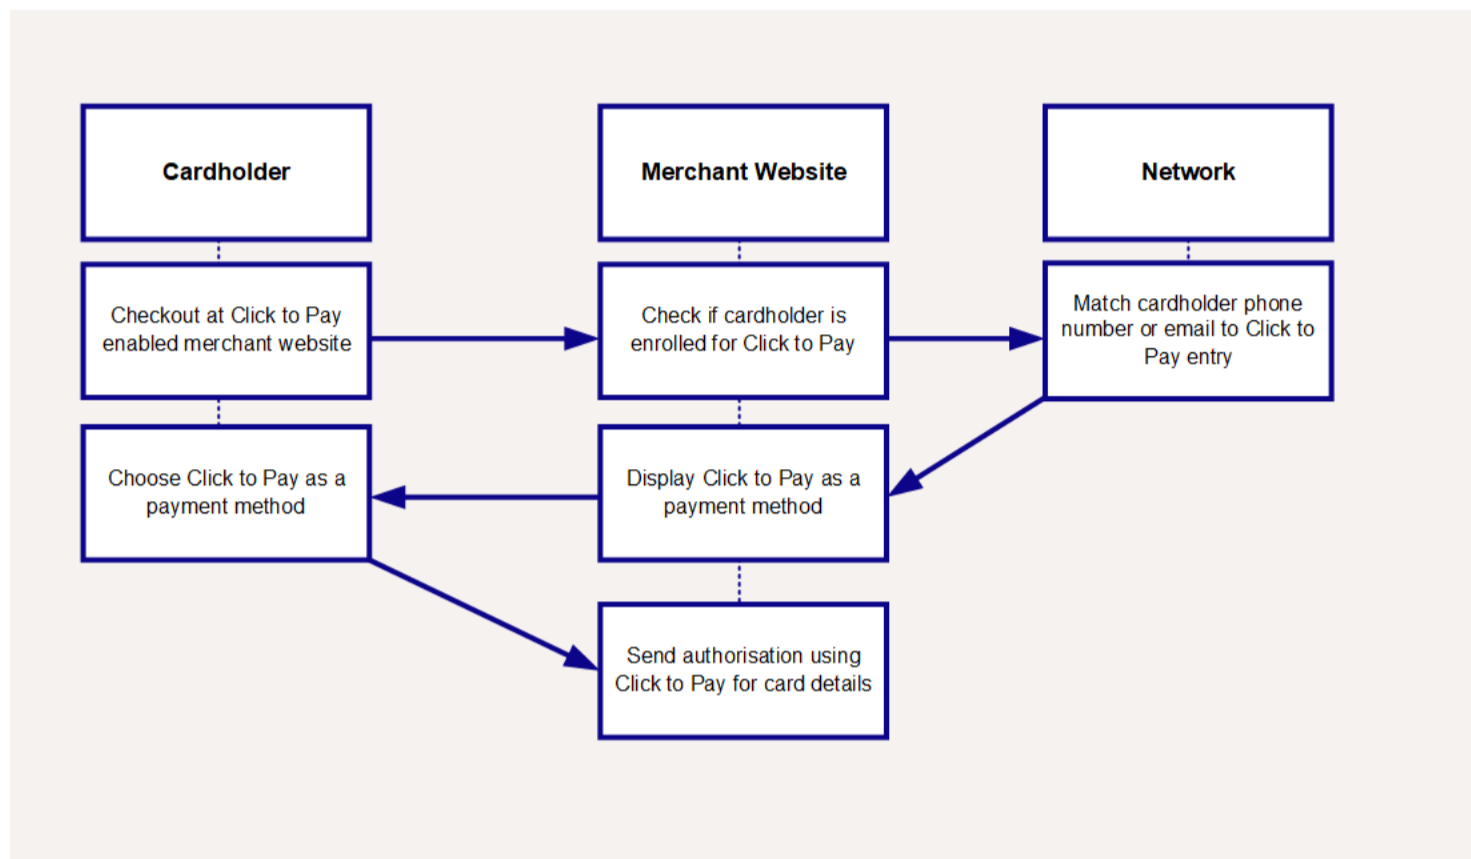 Cardholder
Merchant Website
Network
Checkout at Click to Pay
enabled merchant website
Check if cardholder is
enrolled for Click to Pay
Match cardholder phone
number or email to Click to
Pay entry
Choose Click to Pay as a
payment method
Display Click to Pay as a
payment method
Send authorisation using
Click to Pay for card details